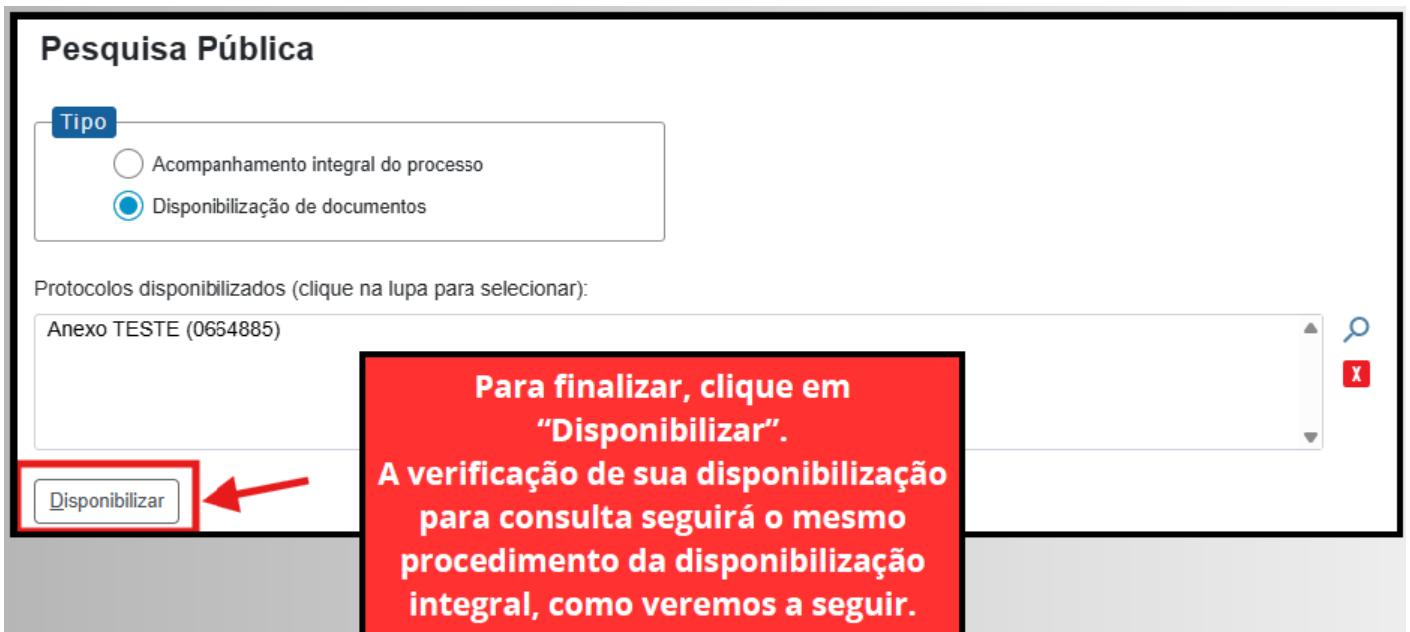 Pesquisa Pública
Tipo
Acompanhamento integral do processo
Disponibilização de documentos
Protocolos disponibilizados (clique na lupa para selecionar):
Anexo TESTE (0664885)
X
Para finalizar, clique em
“Disponibilizar”.
A verificação de sua disponibilização
para consulta seguirá o mesmo
procedimento da disponibilização
integral, como veremos a seguir.
Disponibilizar